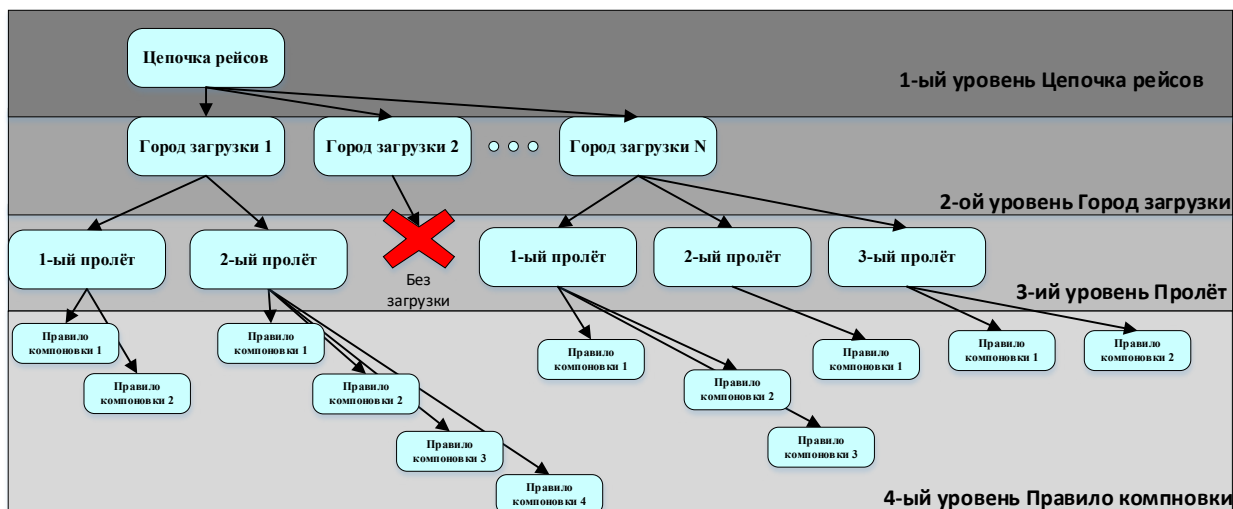 Цепочка рейсов
1-ый уровень Цепочка рейсов
Город загрузки 1
Город загрузки 2
Город загрузки N
2-ой уровень Город загрузки
1-ый пролёт
2-ый пролёт
Без
загрузки
1-ый пролёт
2-ый пролёт
3-ый пролёт
3-ий уровень Пролёт
Правило
компоновки 1
Правило
компоновки 2
Правило
компоновки 1
Правило
компоновки 2
Правило
компоновки 3
Правило
компоновки 4
Правило
компоновки 1
Правило
компоновки 2
Правило
компоновки 3
Правило
компоновки 1
Правило
компоновки 1
Правило
компоновки 2
4-ый уровень Правило компновки